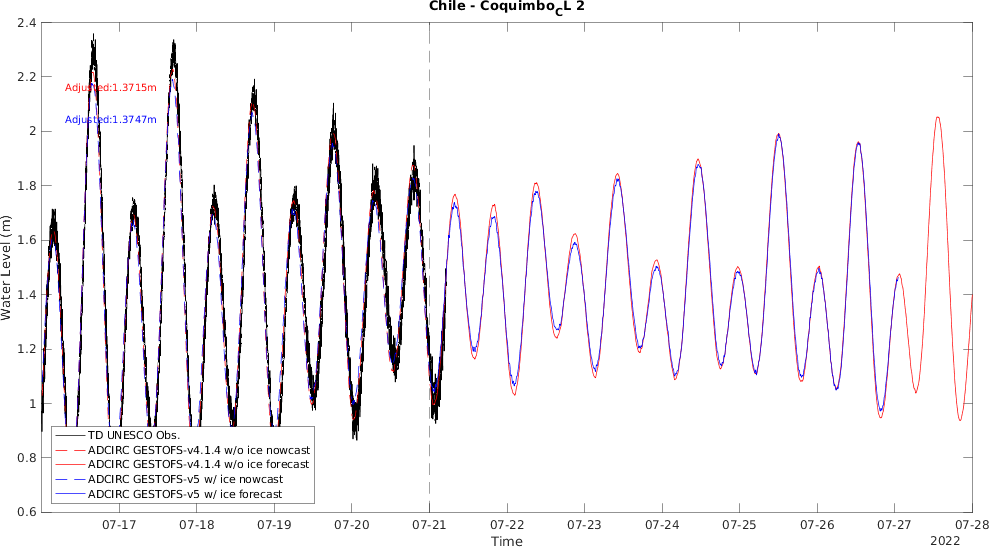 Chile - Coquimbo_CL 2
2.4
2.2
2
1.8
1.6
1.4
1.2
1
0.8
0.6
Water Level (m)
Adjusted:1.3715m
Adjusted:1.3747m
TD UNESCO Obs.
ADCIRC GESTOFS-v4.1.4 w/o ice nowcast
ADCIRC GESTOFS-v4.1.4 w/o ice forecast
ADCIRC GESTOFS-v5 w/ ice nowcast
ADCIRC GESTOFS-v5 w/ ice forecast
07-17 07-18 07-19 07-20 07-21 07-22 07-23 07-24 07-25 07-26 07-27 07-28
Time
2022